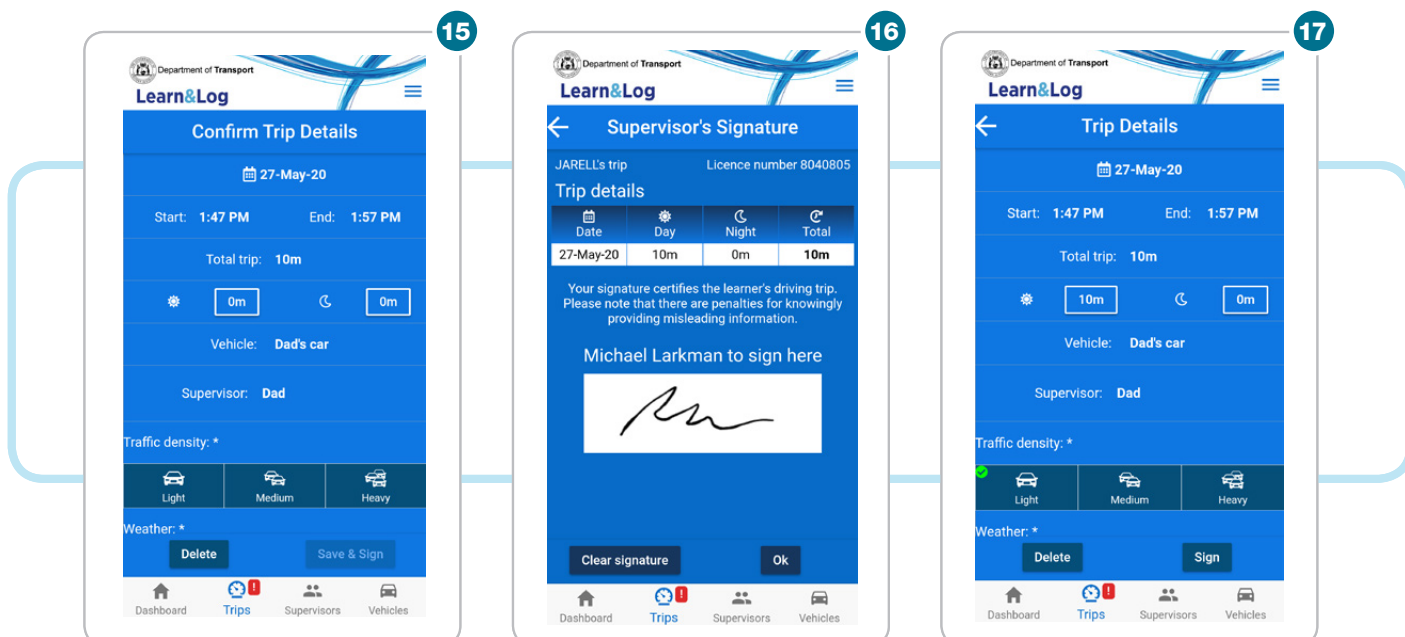 15
Department of Transport
Learn&Log
Confirm Trip Details
27-May-20
Start: 1:47 PM End: 1:57 PM
Total trip: 10m
0m 0m
Vehicle: Dad's car
Supervisor: Dad
Traffic density: *
Light Medium Heavy
Weather: *
Delete Save & Sign
Dashboard Trips Supervisors Vehicles
16
Department of Transport
Learn&Log
Supervisor's Signature
JARELL's trip Licence number 8040805
Trip details
Date Day Night Total
27-May-20 10m 0m 10m
Your signature certifies the learner's driving trip.
Please note that there are penalties for knowingly
providing misleading information.
Michael Larkman to sign here
Clear signature Ok
Dashboard Trips Supervisors Vehicles
17
Department of Transport
Learn&Log
Trip Details
27-May-20
Start: 1:47 PM End: 1:57 PM
Total trip: 10m
10m 0m
Vehicle: Dad's car
Supervisor: Dad
Traffic density: *
Light Medium Heavy
Weather: *
Delete Sign
Dashboard Trips Supervisors Vehicles